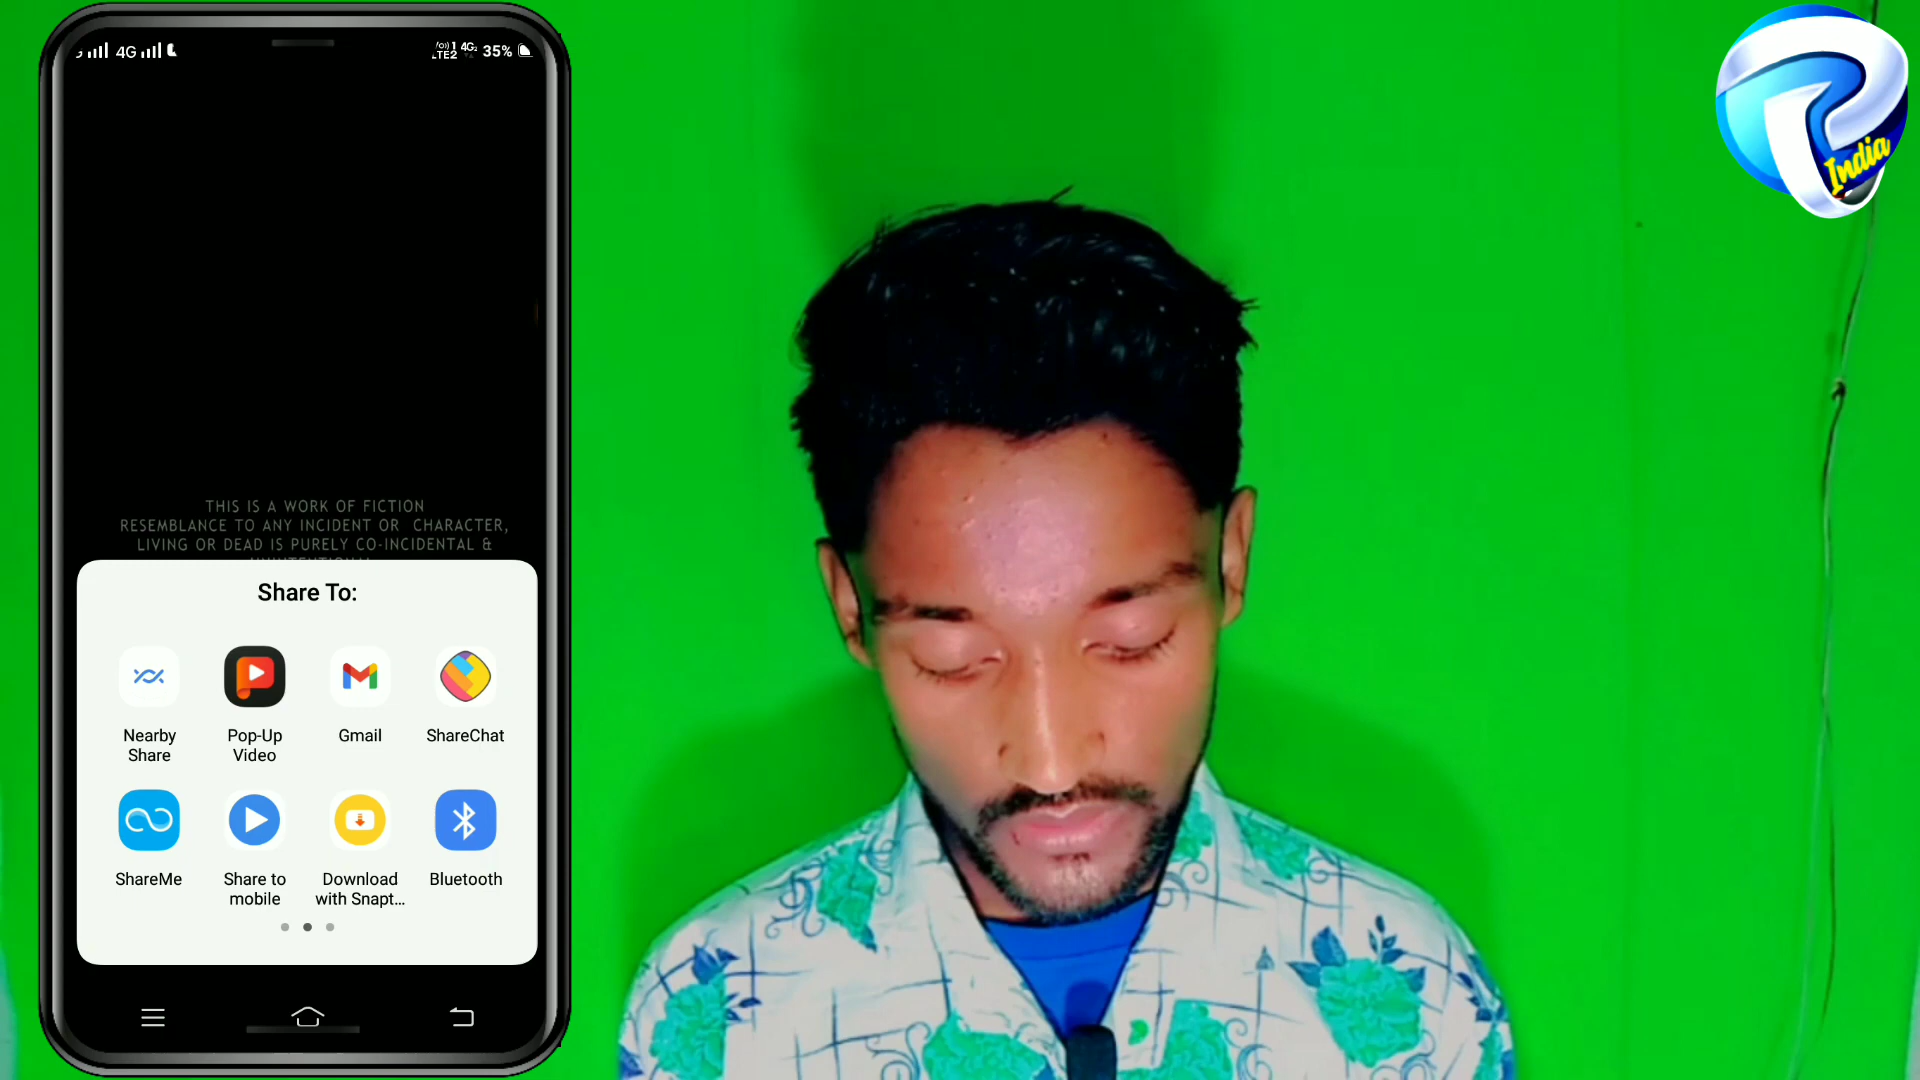 4G
LTE2
4G
35%
THIS IS A WORK OF FICTION
RESEMBLANCE TO ANY INCIDENT OR CHARACTER,
LIVING OR DEAD IS PURELY CO-INCIDENTAL &
Share To:
Nearby
Share
Pop-Up
Video
Gmail
ShareChat
ShareMe
Share to
mobile
Download
with Snapt...
Bluetooth
India